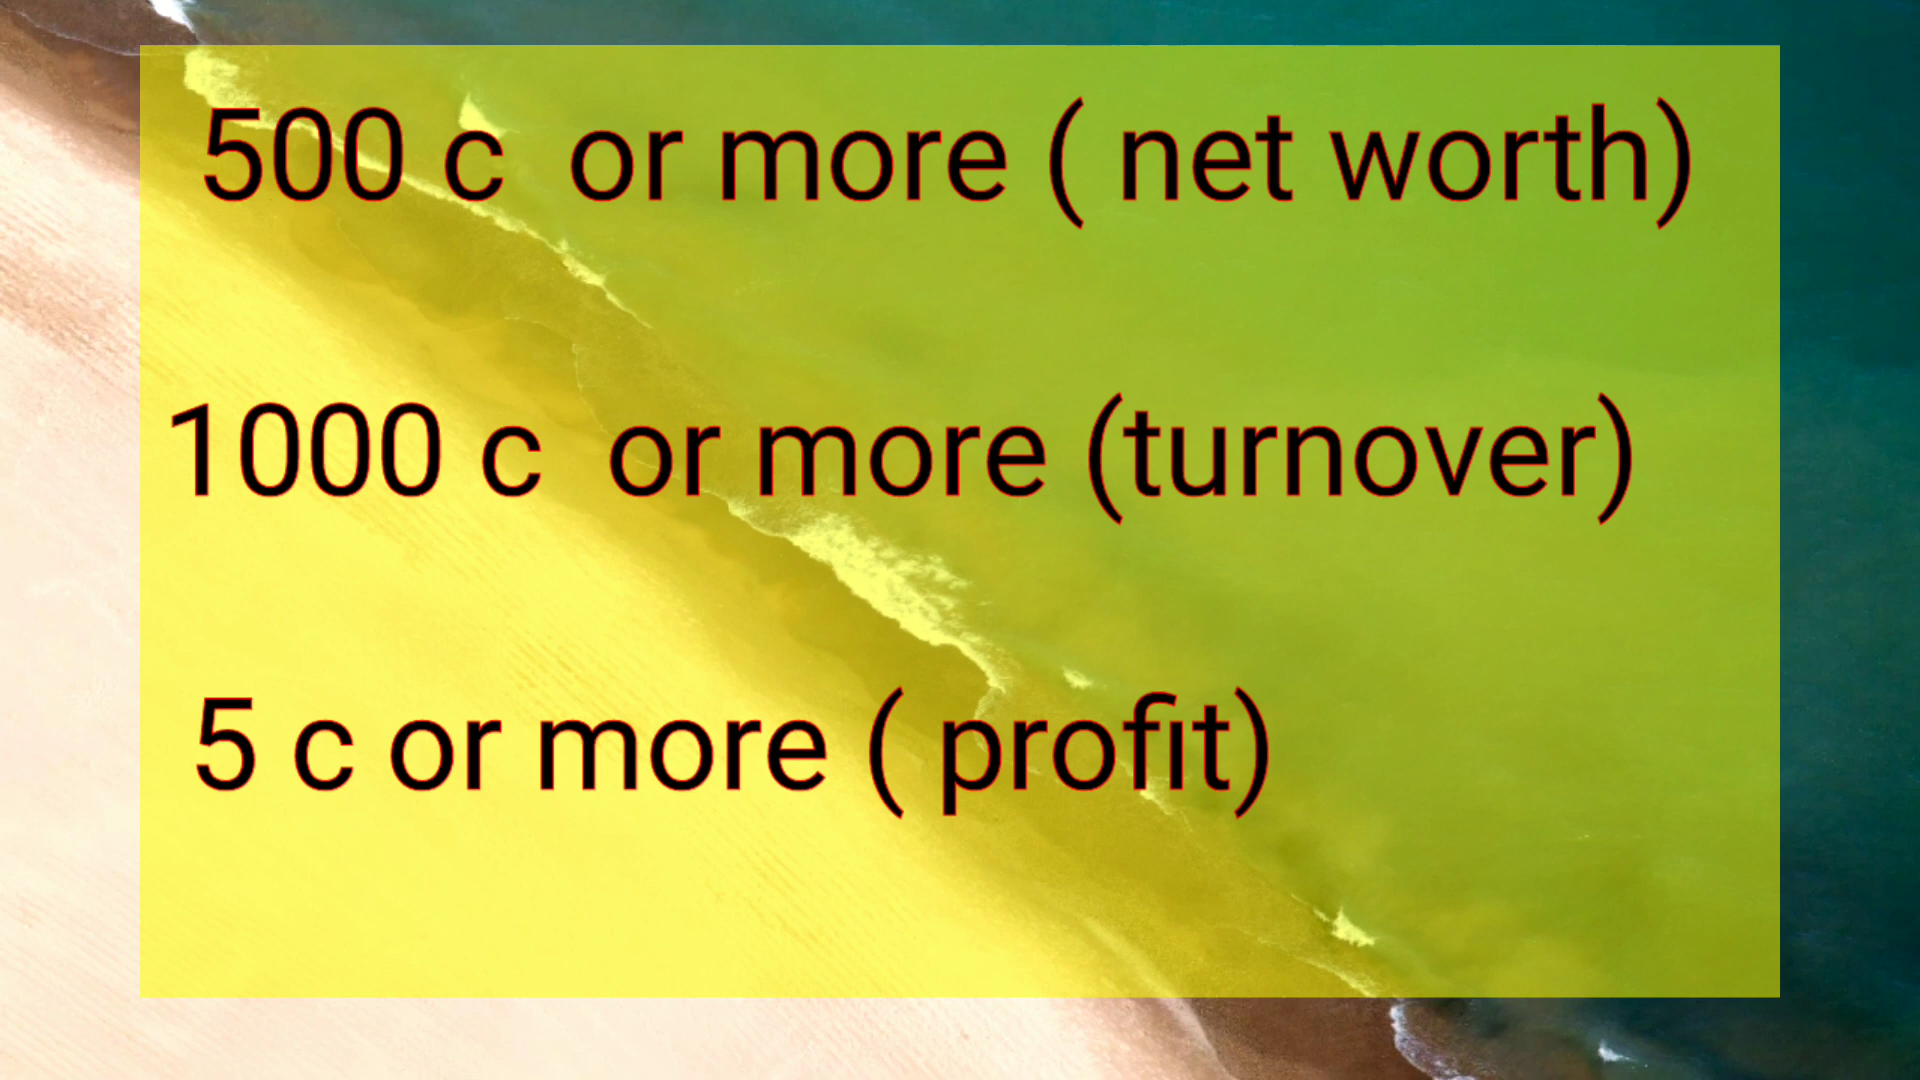 500 c or more ( net worth)
1000 c or more (turnover)
5 c or more ( profit)